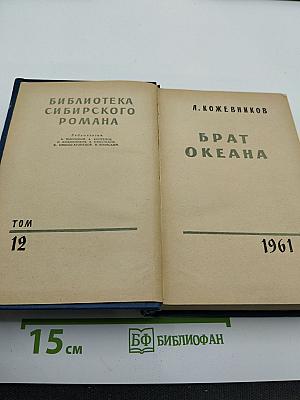 БИБЛИОТЕКА
СИБИРСКОГО
РОМАНА
ТОМ
12
А. КОЖЕВНИКОВ
БРАТ
ОКЕАНА
1961
15 см
БФ БИБЛИОФАН